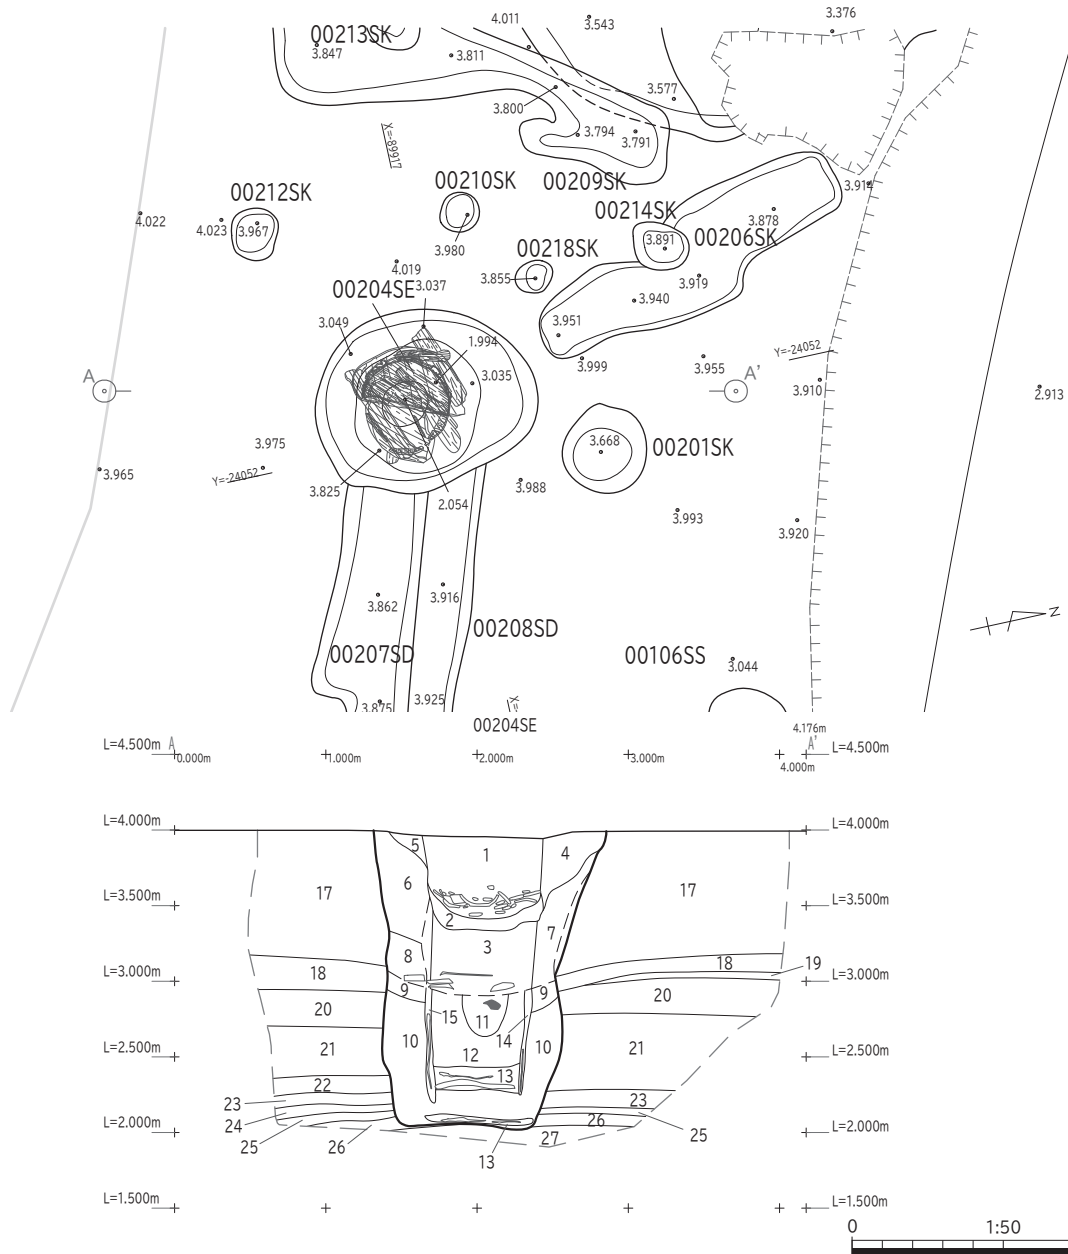 4.011
3.543
3.376
00213SK
3.847
3.811
3.577
3.800
3.794
3.791
X=-89917
00212SK
00210SK
00209SK
3.914
4.022
4.023
3.967
00214SK
3.878
3.980
00218SK
3.891
00206SK
4.019
3.855
3.919
00204SE
3.037
3.940
3.049
3.951
1.994
3.035
3.999
3.955
Y=-24052
A
A'
3.910
2.913
3.975
3.668
00201SK
3.965
Y=-24052
3.825
2.054
3.988
3.993
3.920
3.862
3.916
N
00208SD
00207SD
00106SS
3.044
3.875
3.925
X=
00204SE
4.176m
L=4.500m
A
A'
L=4.500m
0.000m
1.000m
2.000m
3.000m
4.000m
L=4.000m
L=4.000m
5
1
4
6
17
17
L=3.500m
L=3.500m
2
7
3
8
18
18
19
L=3.000m
L=3.000m
9
9
20
20
15
11
14
10
10
21
21
12
L=2.500m
L=2.500m
13
22
23
23
24
26
L=2.000m
L=2.000m
25
25
26
27
13
L=1.500m
L=1.500m
0
1:50